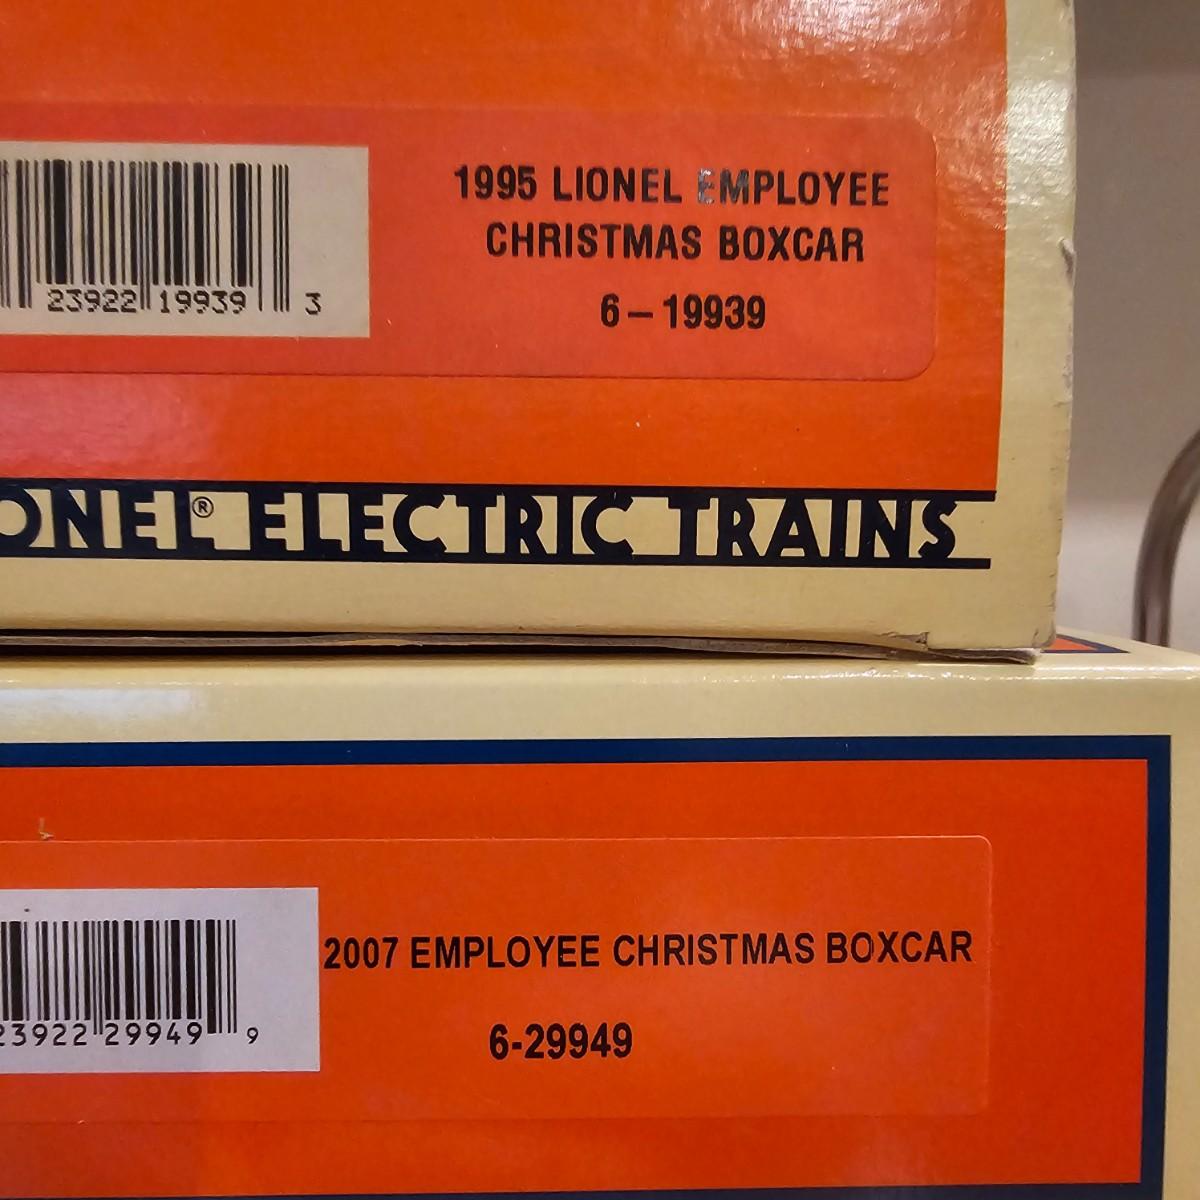 1995 LIONEL EMPLOYEE
CHRISTMAS BOXCAR
6-19939
23922 19939 3
ONEL® ELECTRIC TRAINS
2007 EMPLOYEE CHRISTMAS BOXCAR
6-29949
23922 29949 9